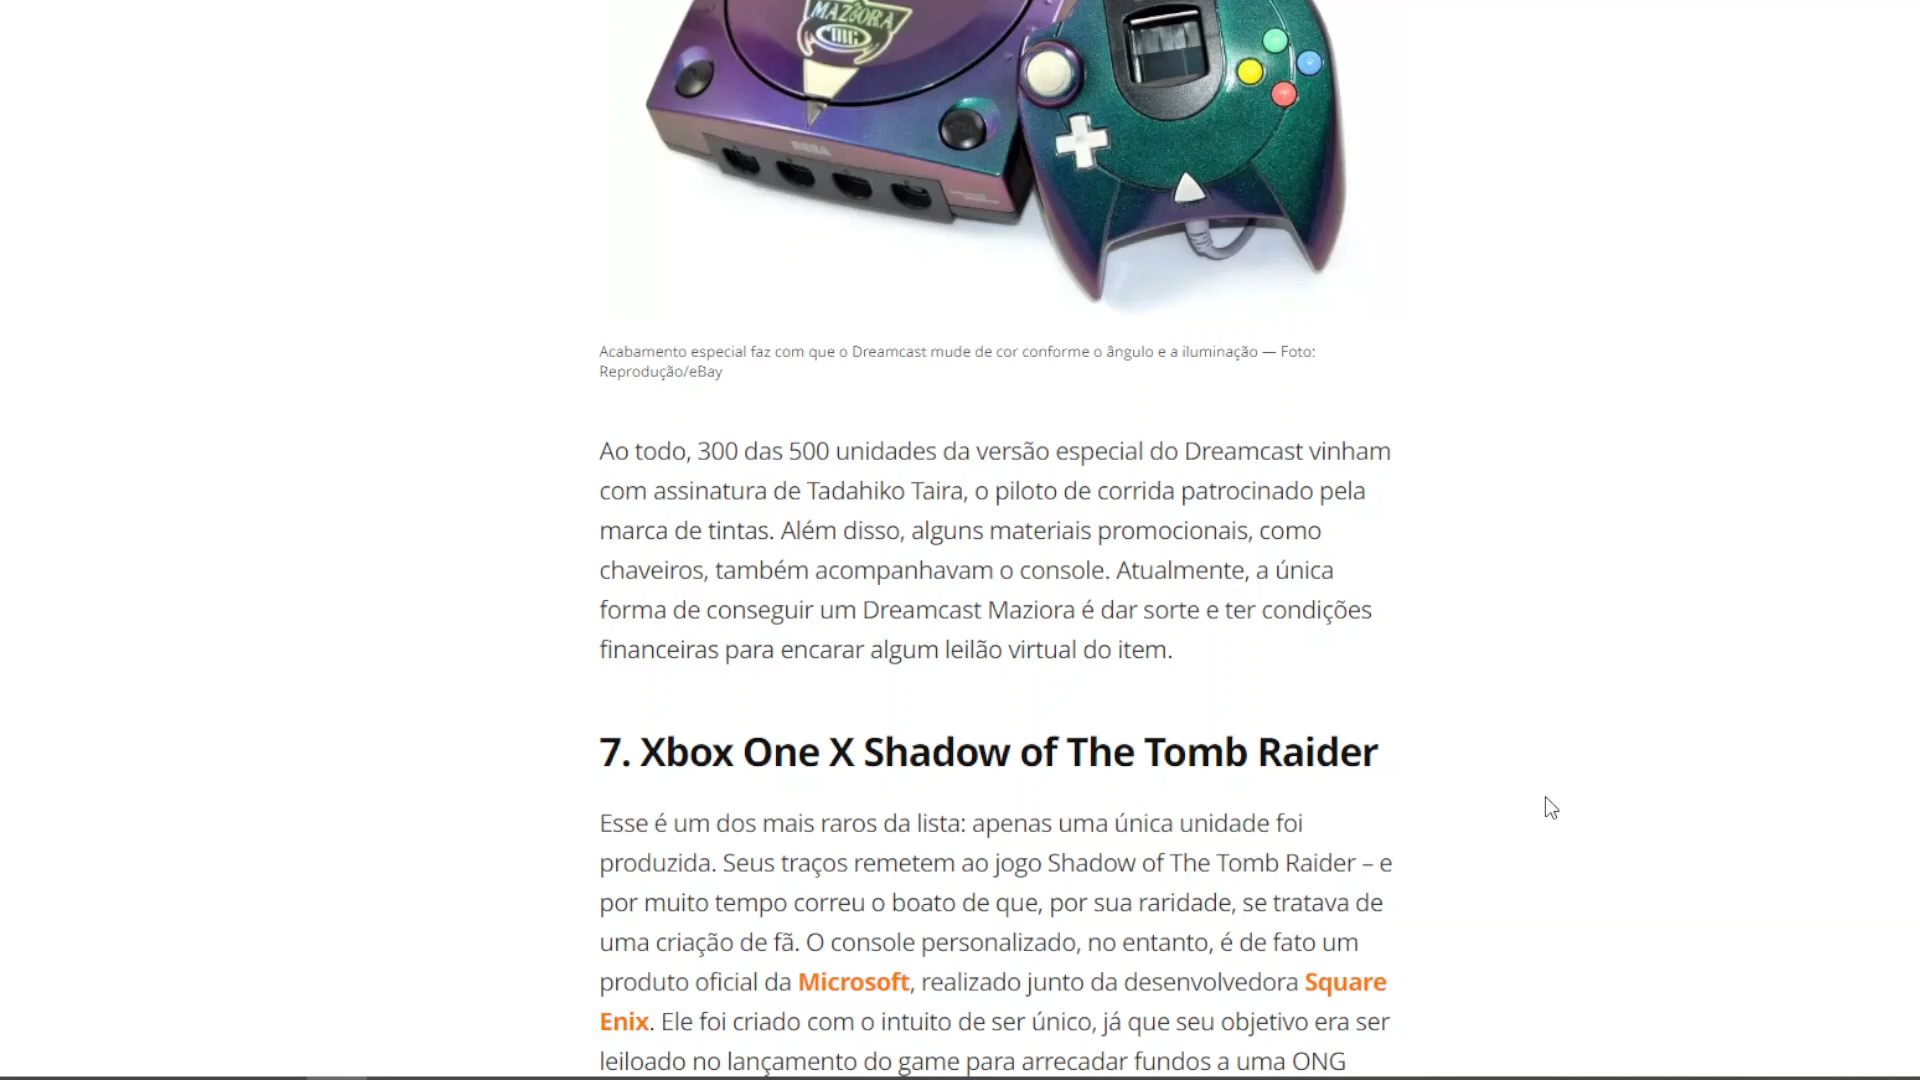 MAZIORA
MG
SEGA
Acabamento especial faz com que o Dreamcast mude de cor conforme o ângulo e a iluminação — Foto:
Reprodução/eBay
Ao todo, 300 das 500 unidades da versão especial do Dreamcast vinham
com assinatura de Tadahiko Taira, o piloto de corrida patrocinado pela
marca de tintas. Além disso, alguns materiais promocionais, como
chaveiros, também acompanhavam o console. Atualmente, a única
forma de conseguir um Dreamcast Maziora é dar sorte e ter condições
financeiras para encarar algum leilão virtual do item.
7. Xbox One X Shadow of The Tomb Raider
Esse é um dos mais raros da lista: apenas uma única unidade foi
produzida. Seus traços remetem ao jogo Shadow of The Tomb Raider – e
por muito tempo correu o boato de que, por sua raridade, se tratava de
uma criação de fã. O console personalizado, no entanto, é de fato um
produto oficial da Microsoft, realizado junto da desenvolvedora Square
Enix. Ele foi criado com o intuito de ser único, já que seu objetivo era ser
leiloado no lançamento do game para arrecadar fundos a uma ONG